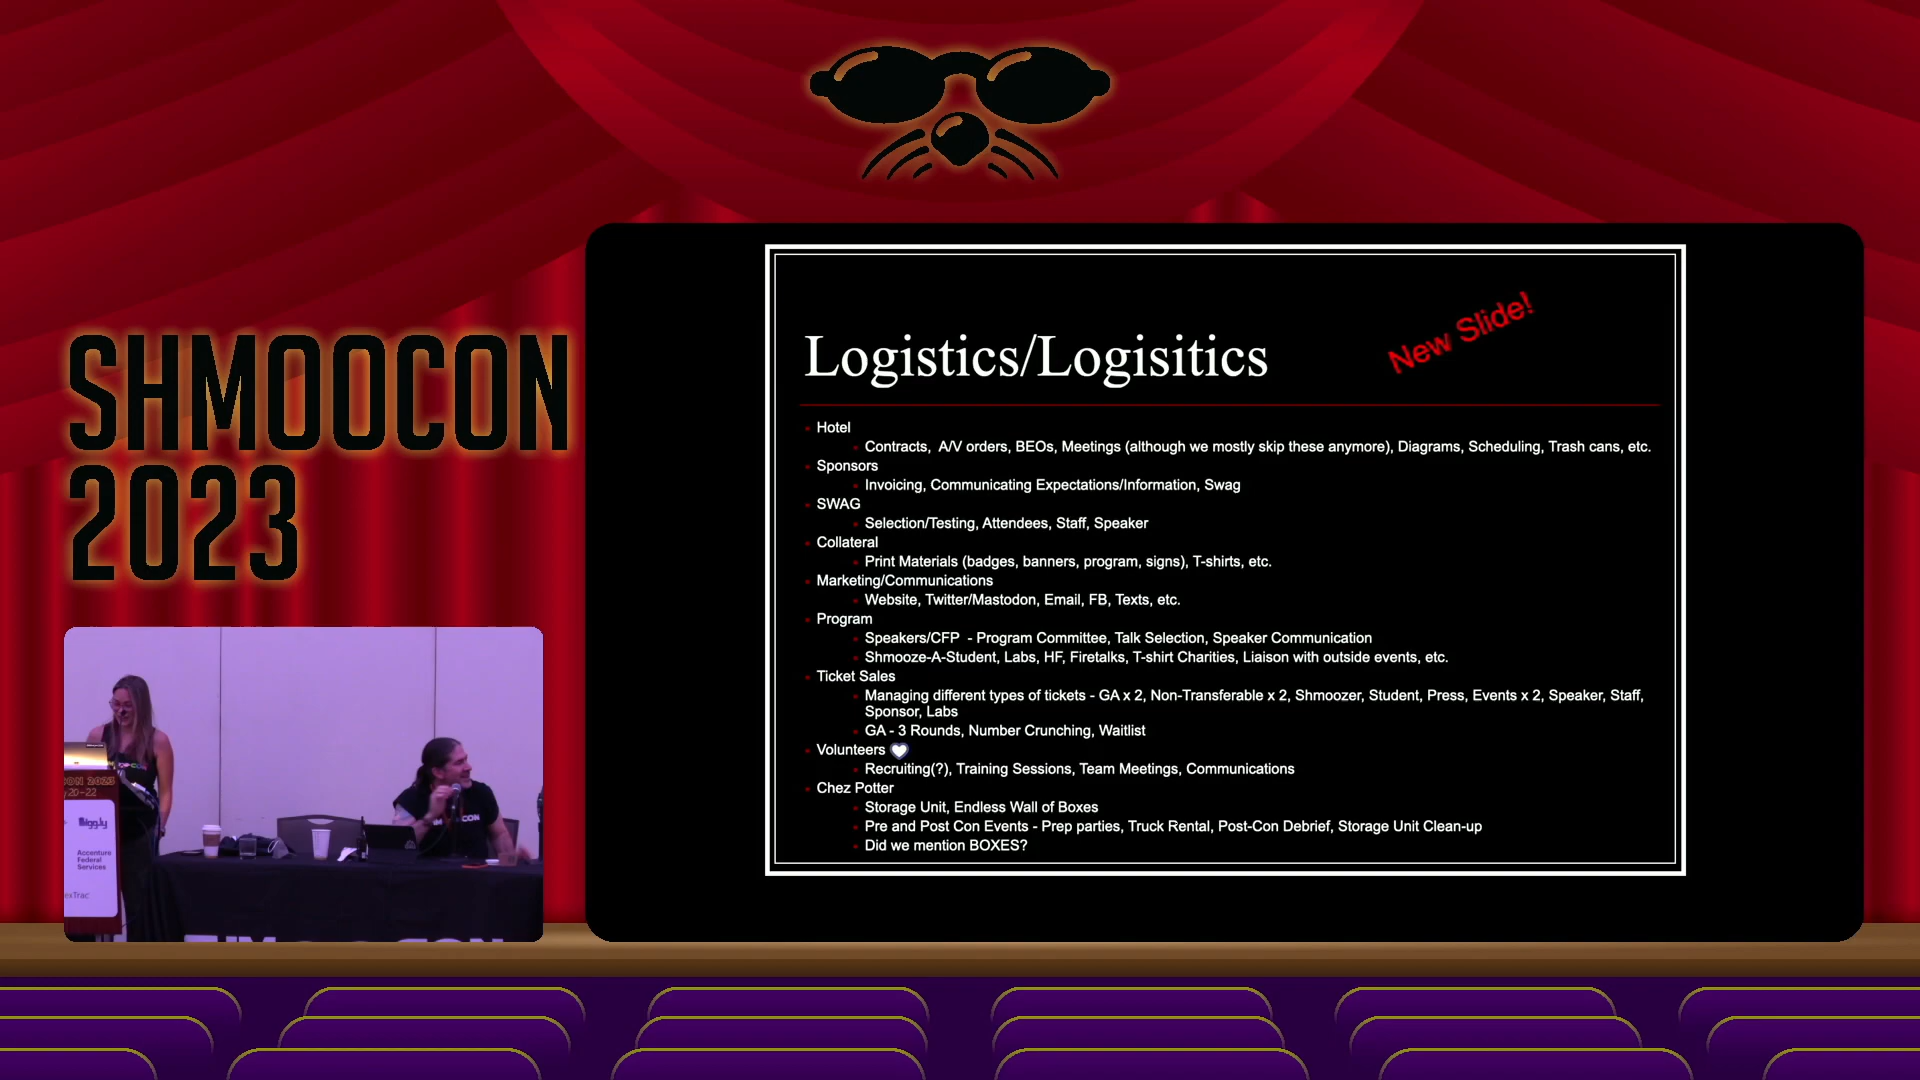 SHMOOCON
2023
Logistics/Logisitics
New Slide!
Hotel
Contracts, A/V orders, BEOs, Meetings (although we mostly skip these anymore), Diagrams, Scheduling, Trash cans, etc.
Sponsors
Invoicing, Communicating Expectations/Information, Swag
SWAG
Selection/Testing, Attendees, Staff, Speaker
Collateral
Print Materials (badges, banners, program, signs), T-shirts, etc.
Marketing/Communications
Website, Twitter/Mastodon, Email, FB, Texts, etc.
Program
Speakers/CFP - Program Committee, Talk Selection, Speaker Communication
Shmooze-A-Student, Labs, HF, Firetalks, T-shirt Charities, Liaison with outside events, etc.
Ticket Sales
Managing different types of tickets - GA x 2, Non-Transferable x 2, Shmoozer, Student, Press, Events x 2, Speaker, Staff,
Sponsor, Labs
GA - 3 Rounds, Number Crunching, Waitlist
Volunteers 🤍
Recruiting(?), Training Sessions, Team Meetings, Communications
Chez Potter
Storage Unit, Endless Wall of Boxes
Pre and Post Con Events - Prep parties, Truck Rental, Post-Con Debrief, Storage Unit Clean-up
Did we mention BOXES?
CON 2023
20-22
Accenture
Federal
Services